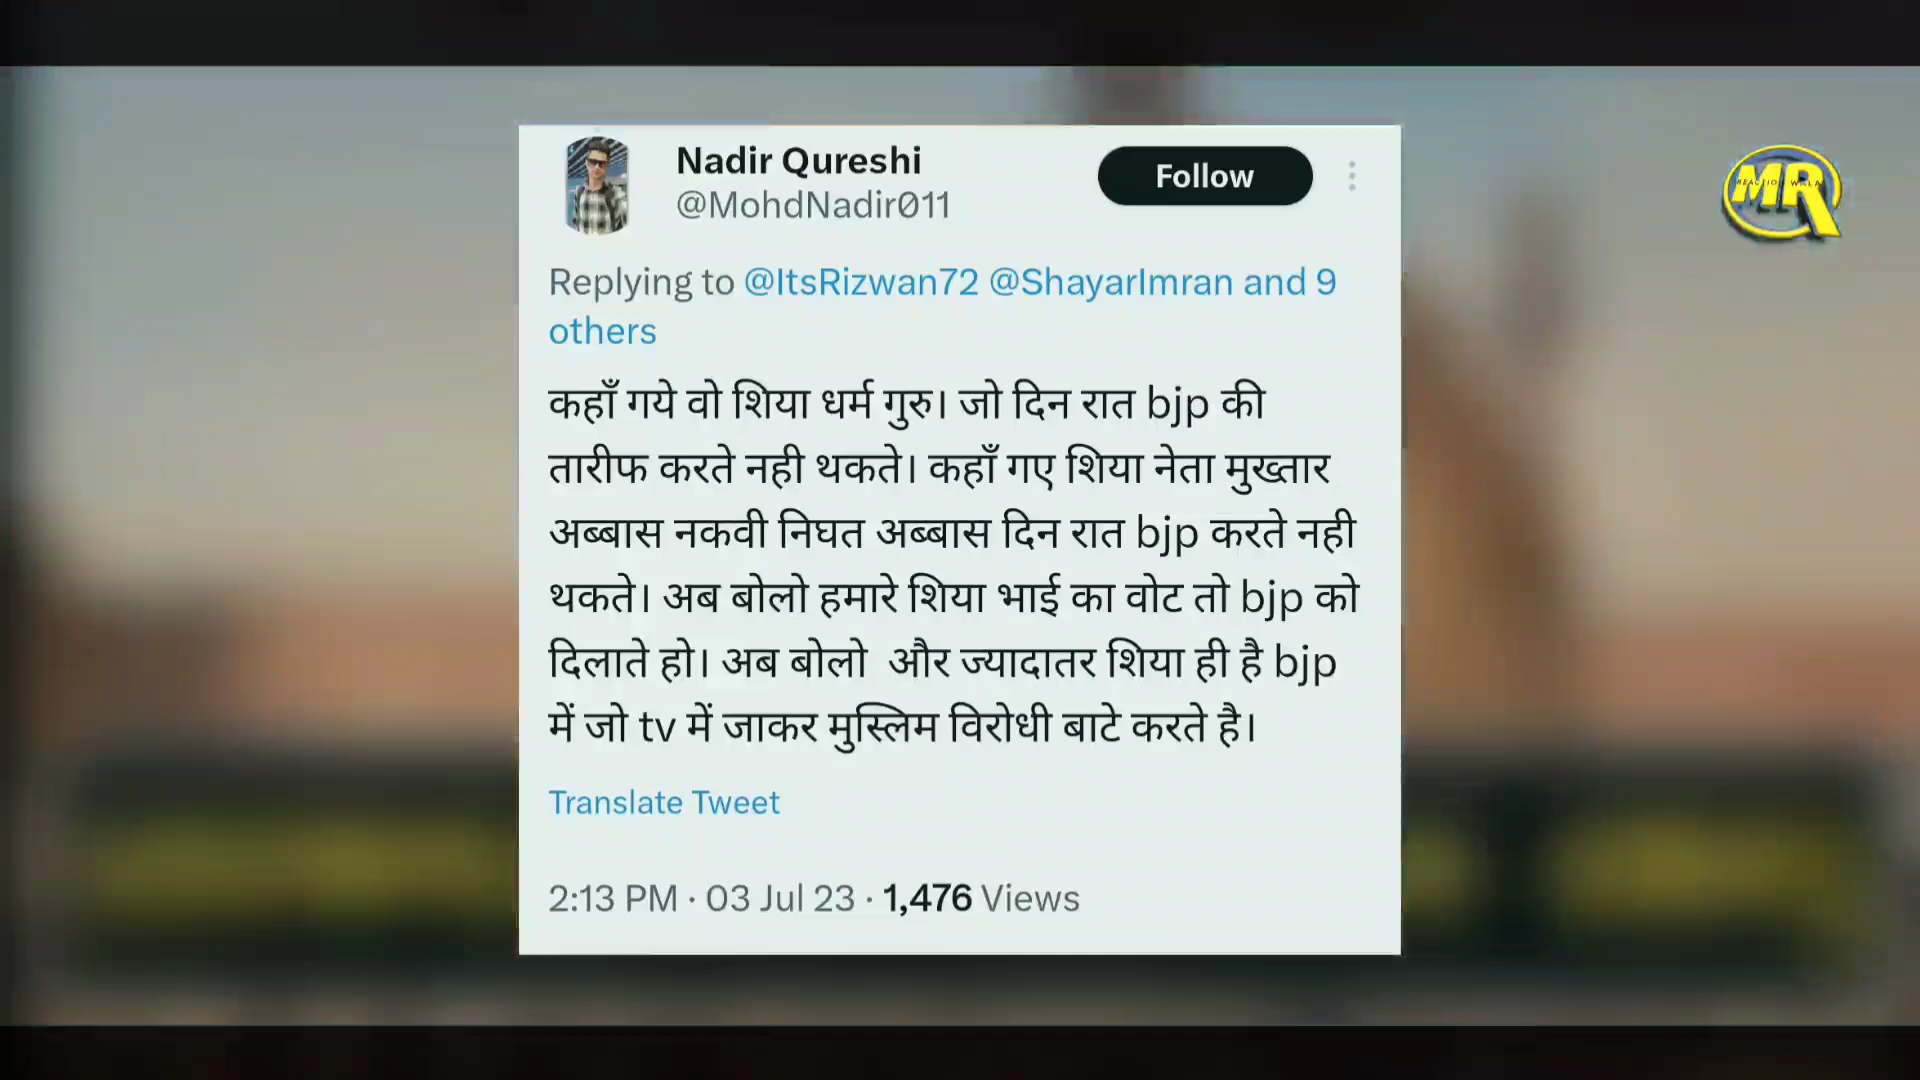 Nadir Qureshi
@MohdNadir011
Follow
Replying to @ItsRizwan72 @ShayarImran and 9
others
कहाँ गये वो शिया धर्म गुरु। जो दिन रात bjp की
तारीफ करते नही थकते। कहाँ गए शिया नेता मुख्तार
अब्बास नकवी निघत अब्बास दिन रात bjp करते नही
थकते। अब बोलो हमारे शिया भाई का वोट तो bjp को
दिलाते हो। अब बोलो और ज्यादातर शिया ही है bjp
में जो tv में जाकर मुस्लिम विरोधी बाटे करते है।
Translate Tweet
2:13 PM · 03 Jul 23 · 1,476 Views
MR
REACTION WALA